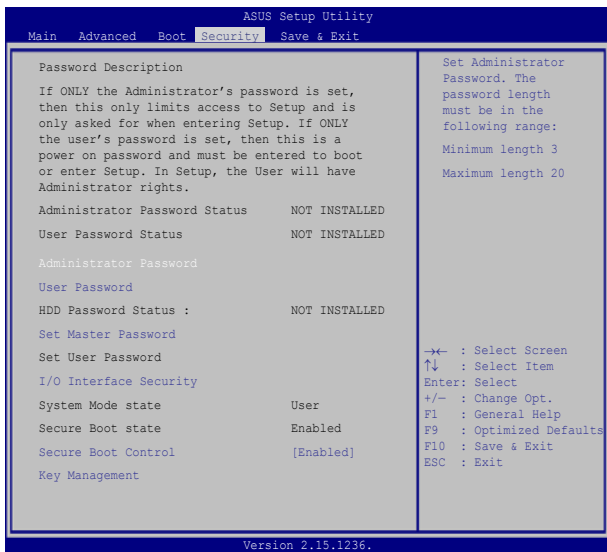 ASUS Setup Utility
Main Advanced Boot Security Save & Exit
Password Description
If ONLY the Administrator's password is set,
then this only limits access to Setup and is
only asked for when entering Setup. If ONLY
the user's password is set, then this is a
power on password and must be entered to boot
or enter Setup. In Setup, the User will have
Administrator rights.
Administrator Password Status NOT INSTALLED
User Password Status NOT INSTALLED
Administrator Password
User Password
HDD Password Status : NOT INSTALLED
Set Master Password
Set User Password
I/O Interface Security
System Mode state User
Secure Boot state Enabled
Secure Boot Control [Enabled]
Key Management
Set Administrator
Password. The
password length
must be in the
following range:
Minimum length 3
Maximum length 20
→← : Select Screen
↑↓ : Select Item
Enter: Select
+/— : Change Opt.
F1 : General Help
F9 : Optimized Defaults
F10 : Save & Exit
ESC : Exit
Version 2.15.1236.